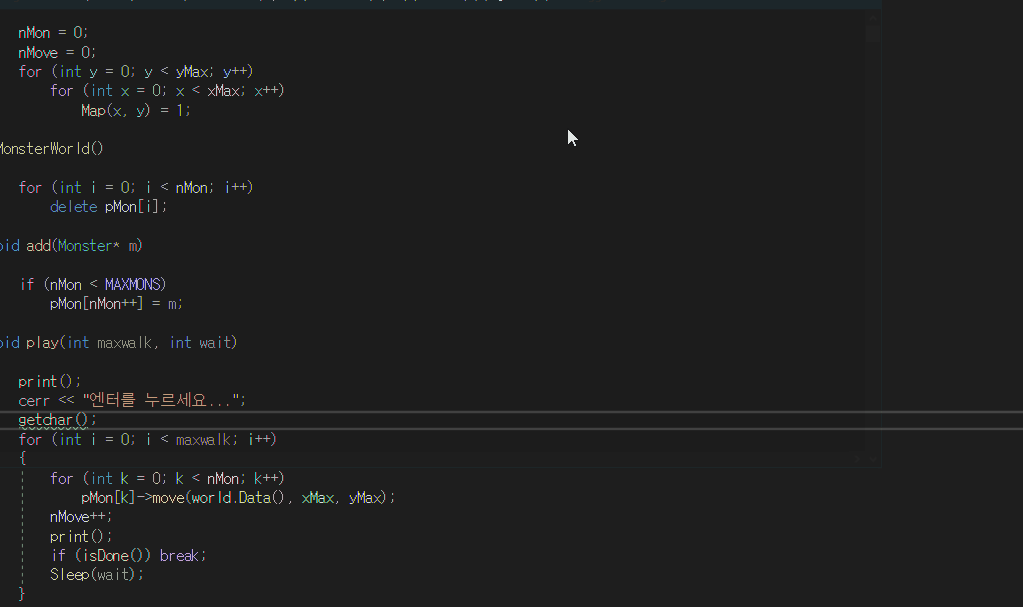 nMon = 0;
nMove = 0;
for (int y = 0; y < yMax; y++)
for (int x = 0; x < xMax; x++)
Map(x, y) = 1;
MonsterWorld()
for (int i = 0; i < nMon; i++)
delete pMon[i];
oid add(Monster* m)
if (nMon < MAXMONS)
pMon[nMon++] = m;
oid play(int maxwalk, int wait)
print();
cerr << "엔터를 누르세요...";
getchar();
for (int i = 0; i < maxwalk; i++)
{
for (int k = 0; k < nMon; k++)
pMon[k]->move(world.Data(), xMax, yMax);
nMove++;
print();
if (isDone()) break;
Sleep(wait);
}